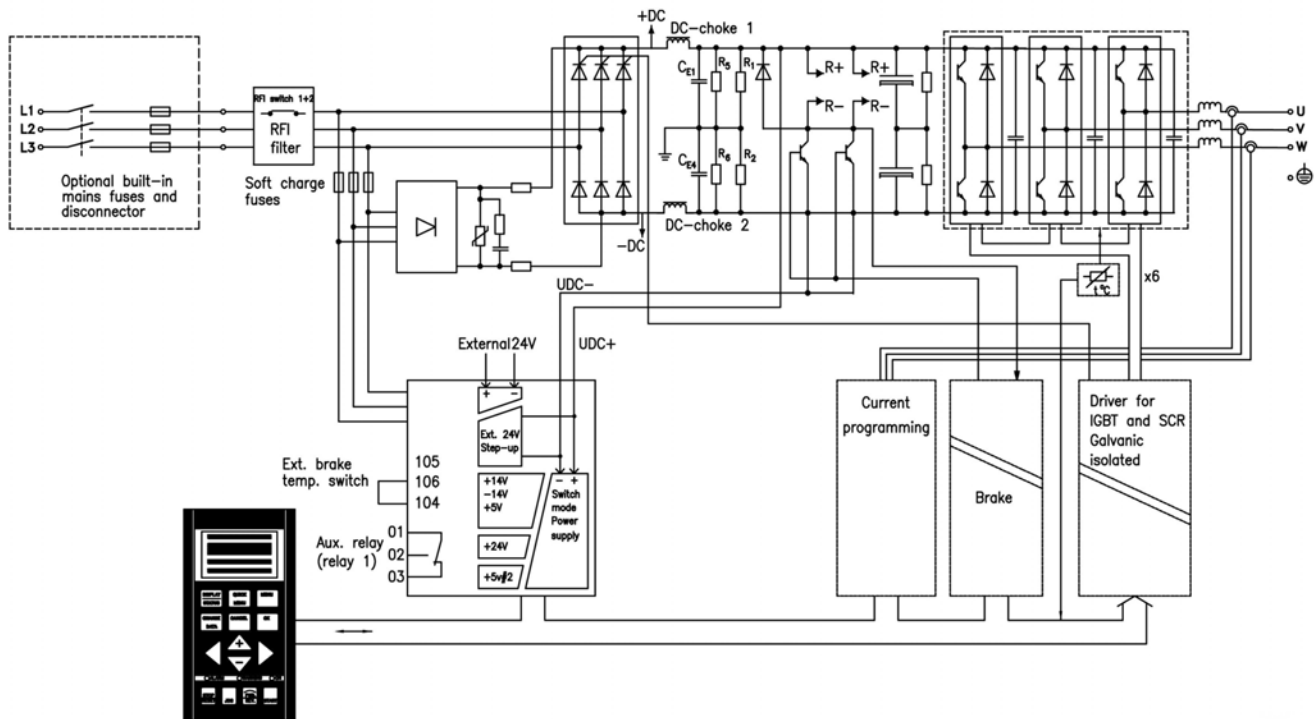 +DC
DC-choke 1
L1
L2
L3
RFI switch 1+2
RFI
filter
Optional built-in
mains fuses and
disconnector
Soft charge
fuses
CE1
R5
R1
R+
R+
R-
R-
CE4
R6
R2
DC-choke 2
-DC
U
V
W
t°C
x6
UDC-
UDC+
External24V
+
-
Ext. 24V
Step-up
105
106
104
Ext. brake
temp. switch
+14V
-14V
+5V
- +
Switch
mode
Power
supply
+24V
+5v#2
01
02
03
Aux. relay
(relay 1)
Current
programming
Brake
Driver for
IGBT and SCR
Galvanic
isolated
+
-